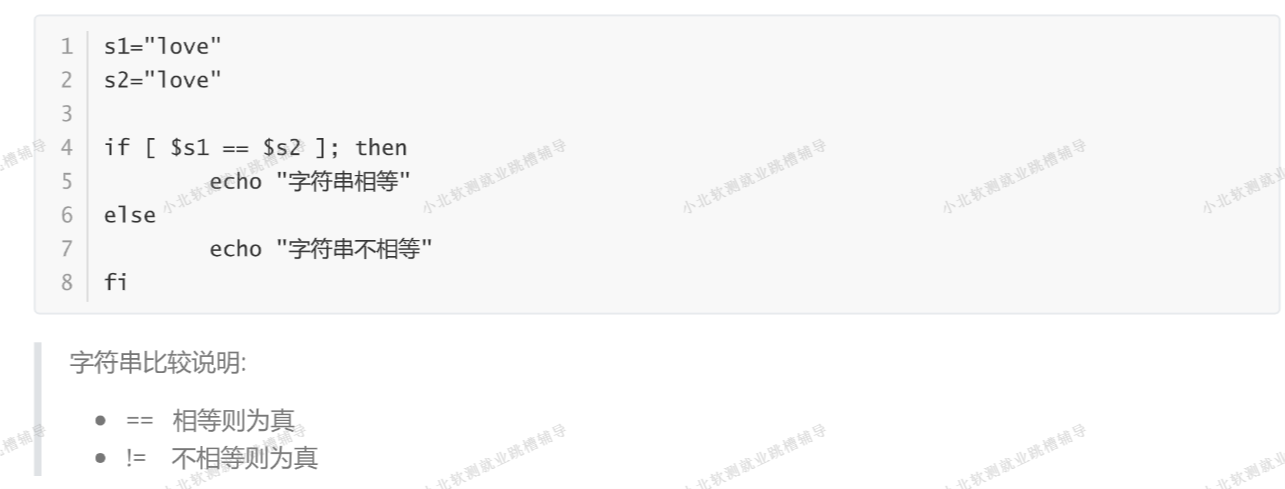 1 s1="love"
2 s2="love"
3
4 if [ $s1 == $s2 ]; then
5 echo "字符串相等"
6 else
7 echo "字符串不相等"
8 fi
字符串比较说明:
• == 相等则为真
• != 不相等则为真
小北软测就业跳槽辅导
小北软测就业跳槽辅导
小北软测就业跳槽辅导
小北软测就业跳槽辅导